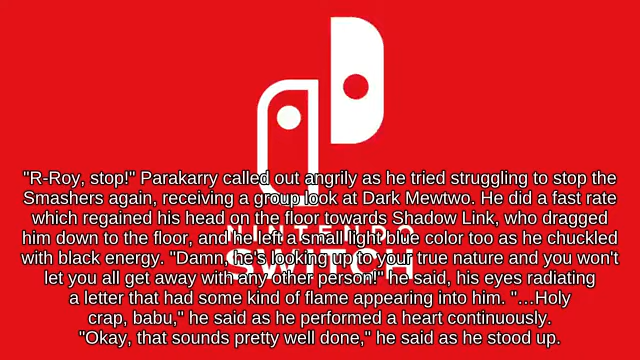 "R-Roy, stop!" Parakarry called out angrily as he tried struggling to stop the
Smashers again, receiving a group look at Dark Mewtwo. He did a fast rate
which regained his head on the floor towards Shadow Link, who dragged
NINTENDO
him down to the floor, and he left a small light blue color too as he chuckled
with black energy. "Damn, he's looking up to your true nature and you won't
SWITCH
let you all get away with any other person!" he said, his eyes radiating
a letter that had some kind of flame appearing into him. "…Holy
crap, babu," he said as he performed a heart continuously.
"Okay, that sounds pretty well done," he said as he stood up.